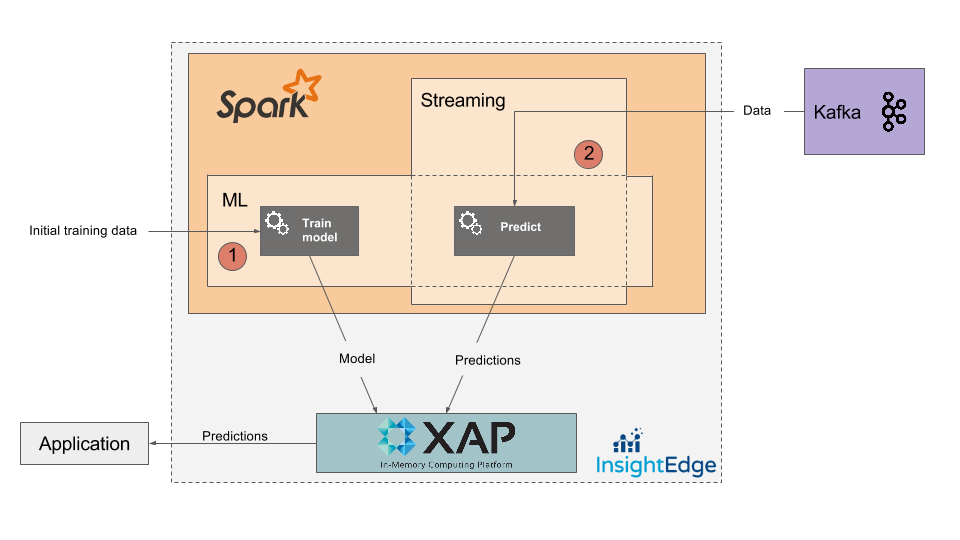 Spark
Streaming
Data
Kafka
2
ML
Initial training data
Train
model
Predict
1
Model
Predictions
Application
Predictions
XAP
In-Memory Computing Platform
InsightEdge